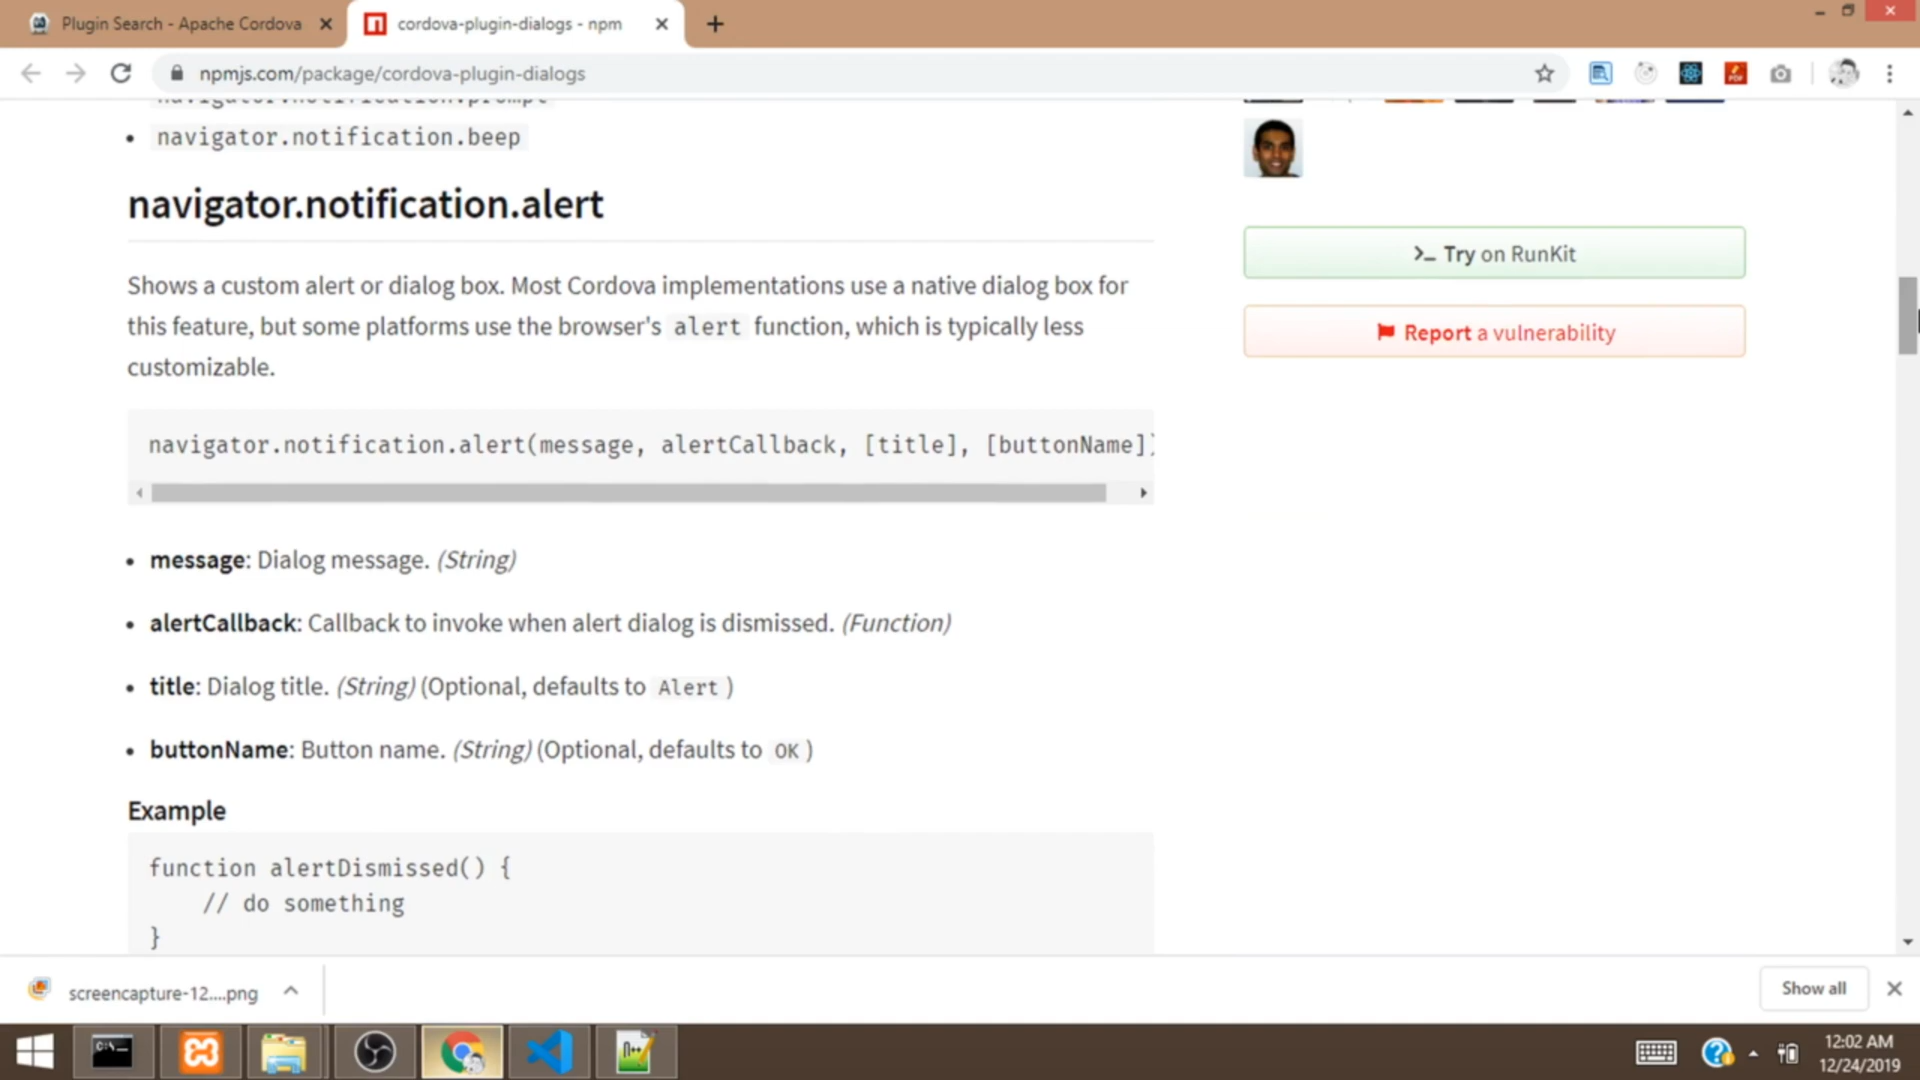 Plugin Search - Apache Cordova
cordova-plugin-dialogs - npm
npmjs.com/package/cordova-plugin-dialogs
navigator.notification.prompt
navigator.notification.beep
navigator.notification.alert
Shows a custom alert or dialog box. Most Cordova implementations use a native dialog box for
this feature, but some platforms use the browser's alert function, which is typically less
customizable.
navigator.notification.alert(message, alertCallback, [title], [buttonName])
message: Dialog message. (String)
alertCallback: Callback to invoke when alert dialog is dismissed. (Function)
title: Dialog title. (String) (Optional, defaults to Alert )
buttonName: Button name. (String) (Optional, defaults to OK )
Example
function alertDismissed() {
// do something
}
>_ Try on RunKit
Report a vulnerability
screencapture-12....png
Show all
12:02 AM
12/24/2019